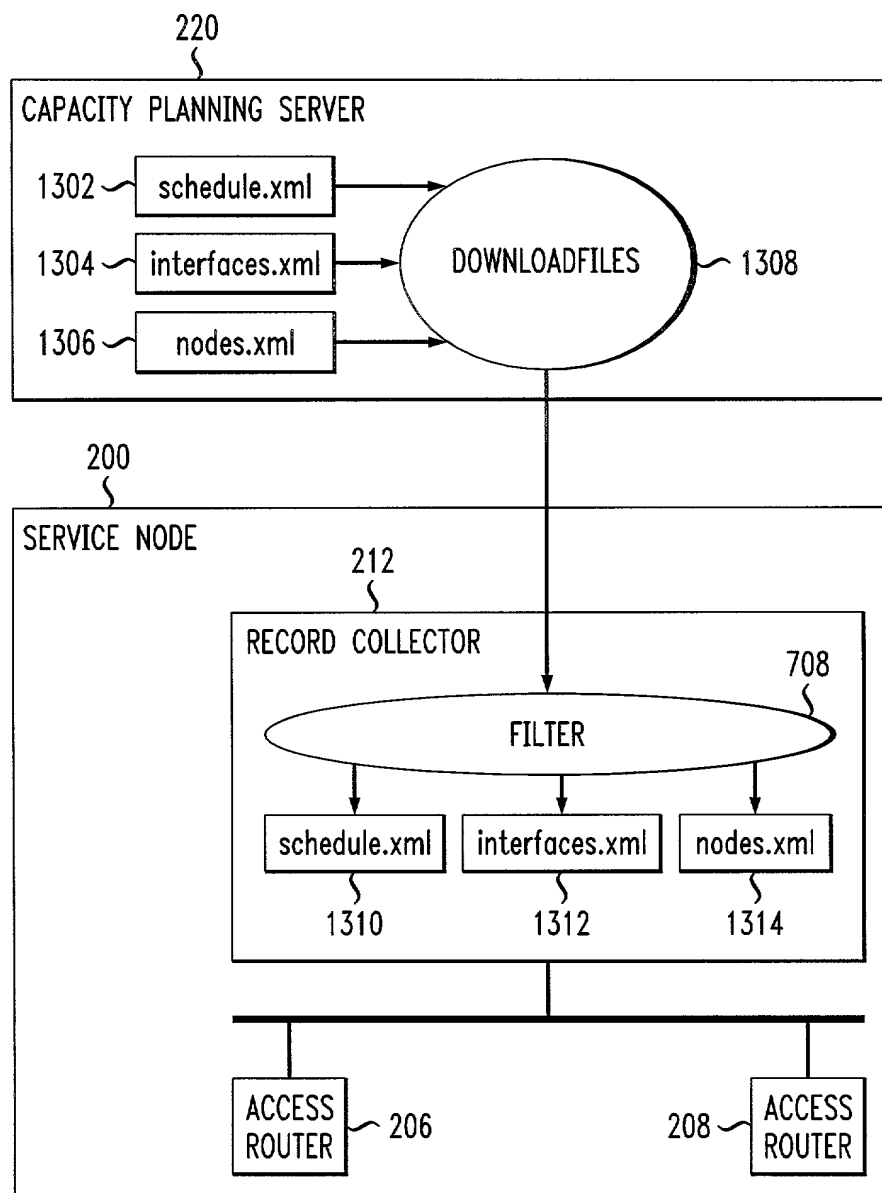 220
CAPACITY PLANNING SERVER
1302
schedule.xml
1304
interfaces.xml
DOWNLOADFILES
1308
1306
nodes.xml
200
SERVICE NODE
212
RECORD COLLECTOR
708
FILTER
schedule.xml
interfaces.xml
nodes.xml
1310
1312
1314
ACCESS
ROUTER
206
208
ACCESS
ROUTER